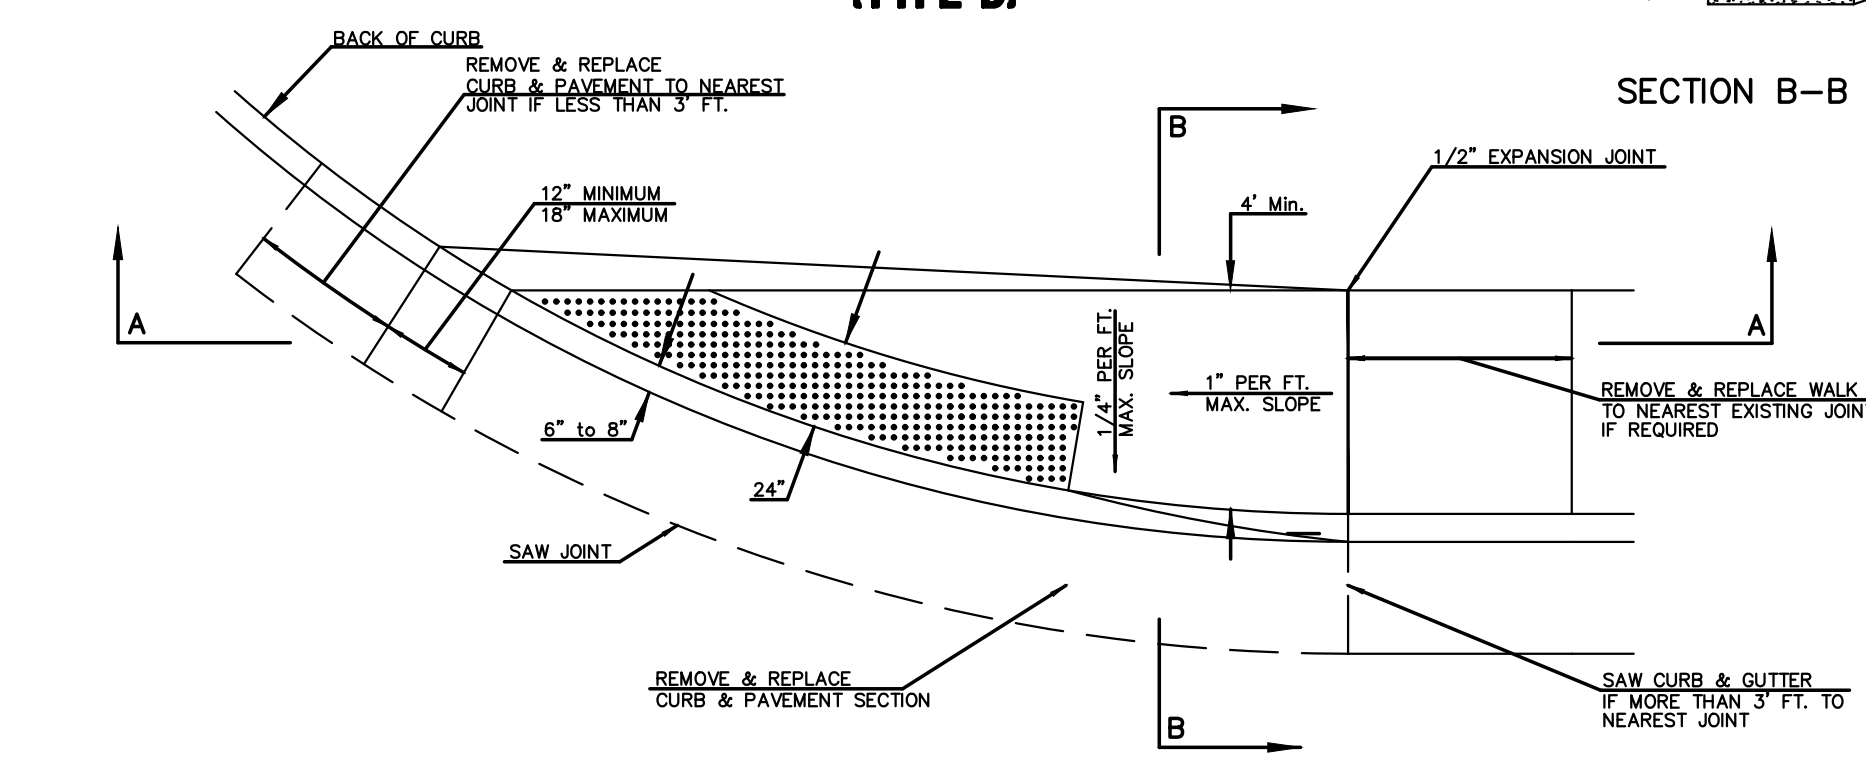 (TYPE B)
BACK OF CURB
REMOVE & REPLACE
CURB & PAVEMENT TO NEAREST
JOINT IF LESS THAN 3' FT.
SECTION B-B
B
1/2" EXPANSION JOINT
12" MINIMUM
18" MAXIMUM
4' Min.
A
A
1/4" PER FT.
MAX. SLOPE
1" PER FT.
MAX. SLOPE
REMOVE & REPLACE WALK
TO NEAREST EXISTING JOINT
IF REQUIRED
6" to 8"
24"
SAW JOINT
REMOVE & REPLACE
CURB & PAVEMENT SECTION
SAW CURB & GUTTER
IF MORE THAN 3' FT. TO
NEAREST JOINT
B